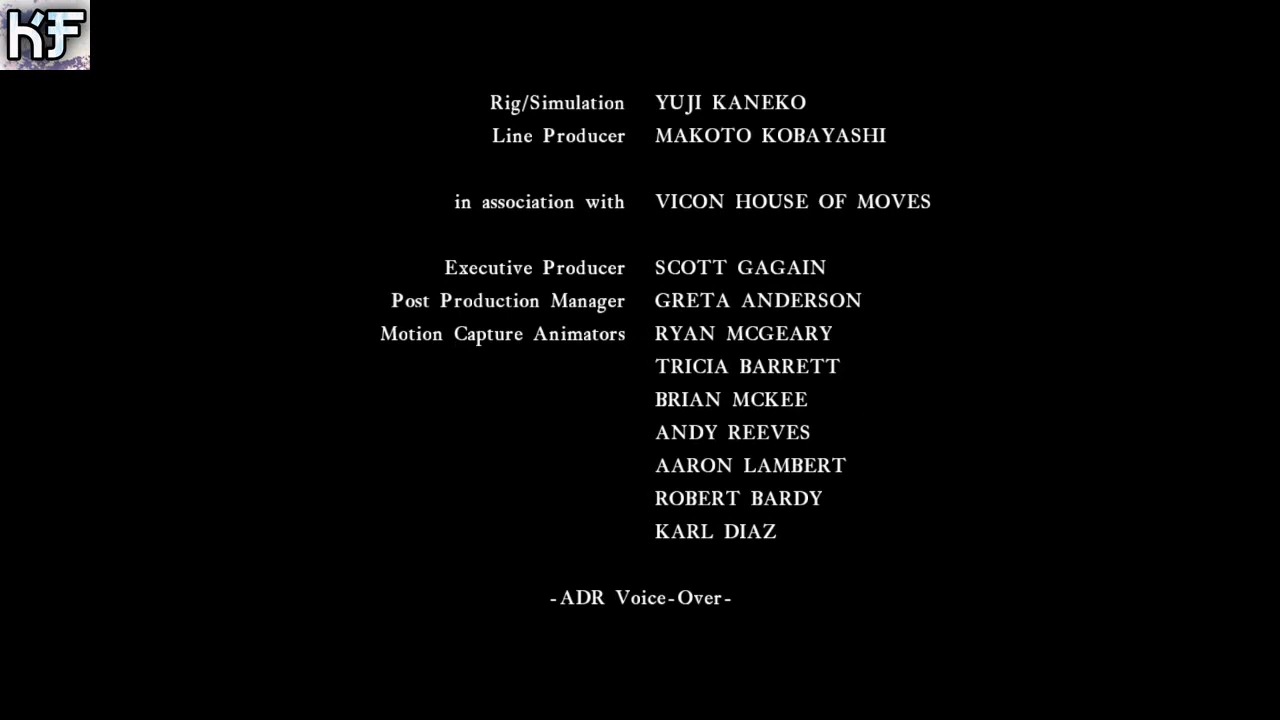 KF
Rig/Simulation YUJI KANEKO
Line Producer MAKOTO KOBAYASHI
in association with VICON HOUSE OF MOVES
Executive Producer SCOTT GAGAIN
Post Production Manager GRETA ANDERSON
Motion Capture Animators RYAN MCGEARY
TRICIA BARRETT
BRIAN MCKEE
ANDY REEVES
AARON LAMBERT
ROBERT BARDY
KARL DIAZ
-ADR Voice-Over-